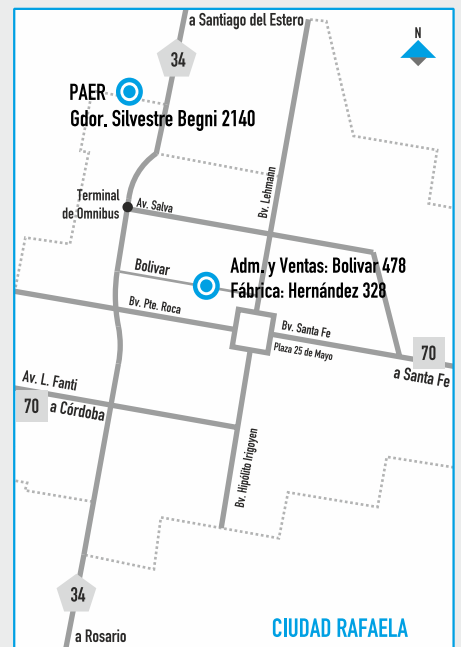 a Santiago del Estero
N
34
PAER
Gdor. Silvestre Begni 2140
Bv. Lehmann
Terminal
de Omnibus
Av. Salva
Bolivar
Adm. y Ventas: Bolivar 478
Fábrica: Hernández 328
Bv. Pte. Roca
Bv. Santa Fe
Plaza 25 de Mayo
70
a Santa Fe
Av. L. Fanti
70
a Córdoba
Bv. Hipólito Irigoyen
34
a Rosario
CIUDAD RAFAELA